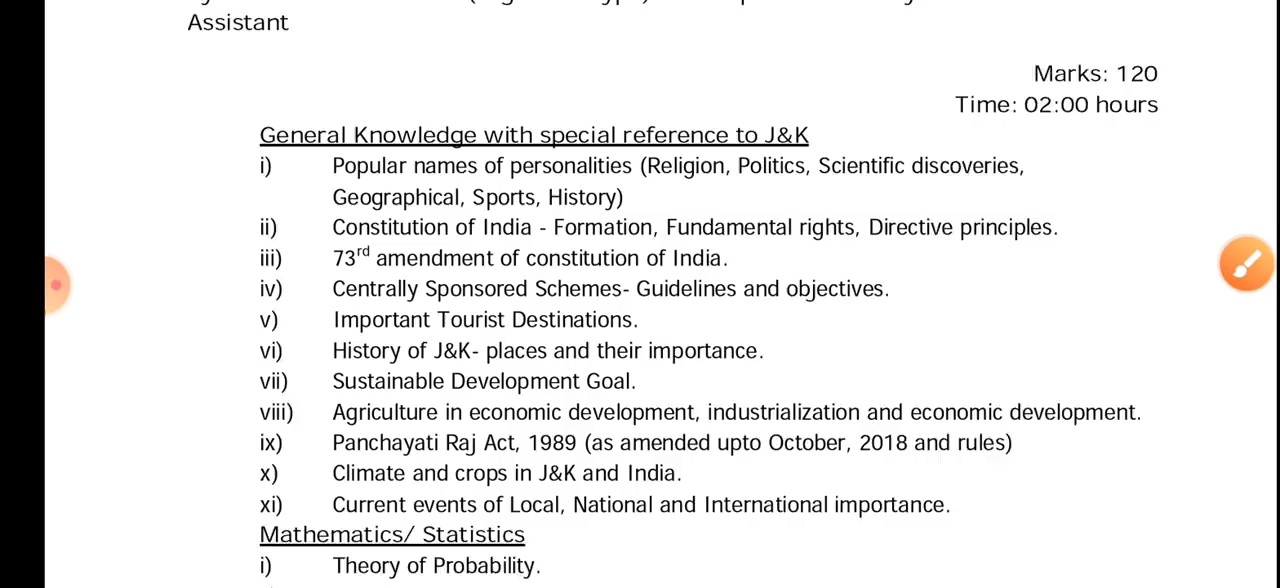 Assistant
Marks: 120
Time: 02:00 hours
General Knowledge with special reference to J&K
i) Popular names of personalities (Religion, Politics, Scientific discoveries,
Geographical, Sports, History)
ii) Constitution of India - Formation, Fundamental rights, Directive principles.
iii) 73rd amendment of constitution of India.
iv) Centrally Sponsored Schemes- Guidelines and objectives.
v) Important Tourist Destinations.
vi) History of J&K- places and their importance.
vii) Sustainable Development Goal.
viii) Agriculture in economic development, industrialization and economic development.
ix) Panchayati Raj Act, 1989 (as amended upto October, 2018 and rules)
x) Climate and crops in J&K and India.
xi) Current events of Local, National and International importance.
Mathematics/ Statistics
i) Theory of Probability.